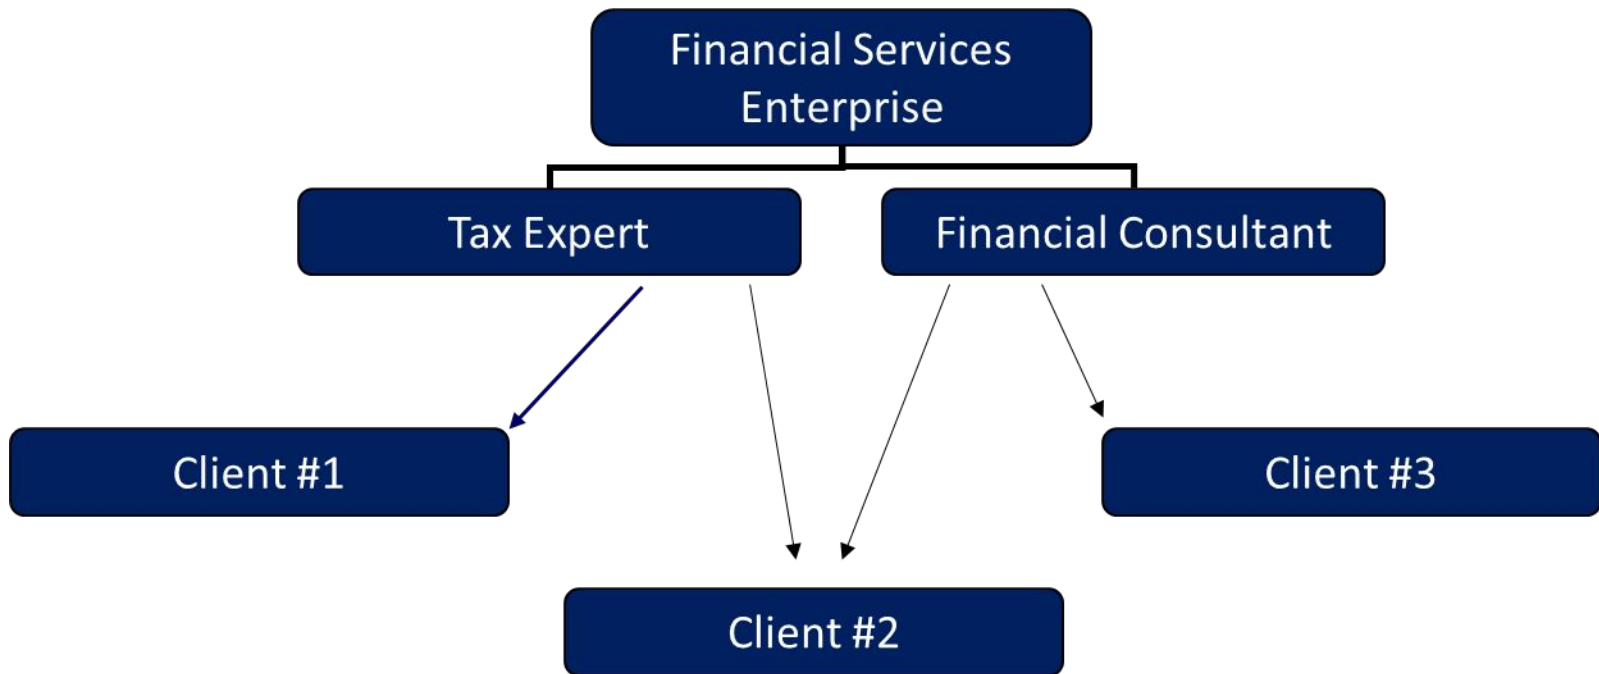 Financial Services
Enterprise
Tax Expert
Financial Consultant
Client #1
Client #3
Client #2